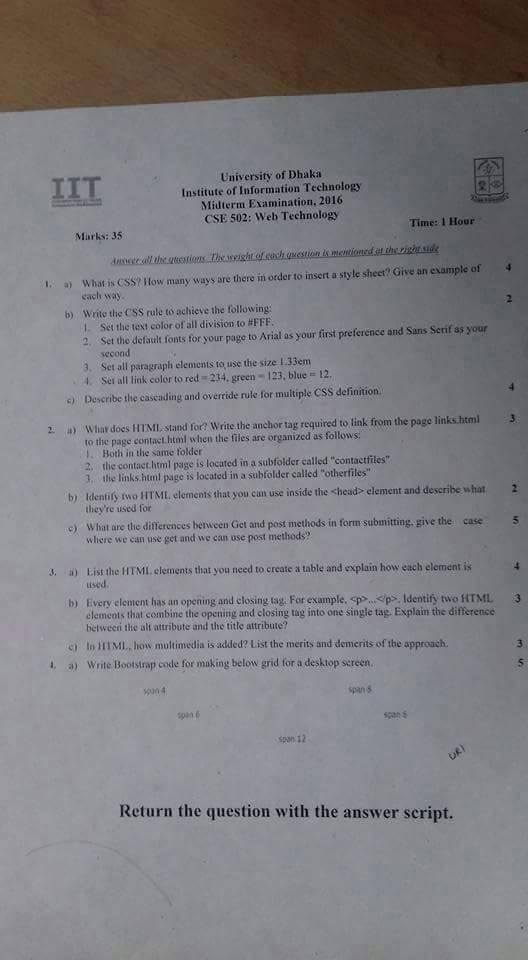 IIT
University of Dhaka
Institute of Information Technology
Midterm Examination, 2016
CSE 502: Web Technology
Marks: 35
Time: 1 Hour
Answer all the questions. The weight of each question is mentioned at the right side
1. a) What is CSS? How many ways are there in order to insert a style sheet? Give an example of 4
each way.
b) Write the CSS rule to achieve the following: 2
1. Set the text color of all division to #FFF.
2. Set the default fonts for your page to Arial as your first preference and Sans Serif as your
second
3. Set all paragraph elements to use the size 1.33em
4. Set all link color to red = 234, green = 123, blue = 12.
c) Describe the cascading and override rule for multiple CSS definition. 4
2. a) What does HTML stand for? Write the anchor tag required to link from the page links.html 3
to the page contact.html when the files are organized as follows:
1. Both in the same folder
2. the contact.html page is located in a subfolder called "contactfiles"
3. the links.html page is located in a subfolder called "otherfiles"
b) Identify two HTML elements that you can use inside the <head> element and describe what 2
they're used for
c) What are the differences between Get and post methods in form submitting, give the case 5
where we can use get and we can use post methods?
3. a) List the HTML elements that you need to create a table and explain how each element is 4
used.
b) Every element has an opening and closing tag. For example, <p>...</p>. Identify two HTML 3
elements that combine the opening and closing tag into one single tag. Explain the difference
between the alt attribute and the title attribute?
c) In HTML, how multimedia is added? List the merits and demerits of the approach. 3
4. a) Write Bootstrap code for making below grid for a desktop screen. 5
span 4 span 8
span 6 span 6
span 12
Return the question with the answer script.